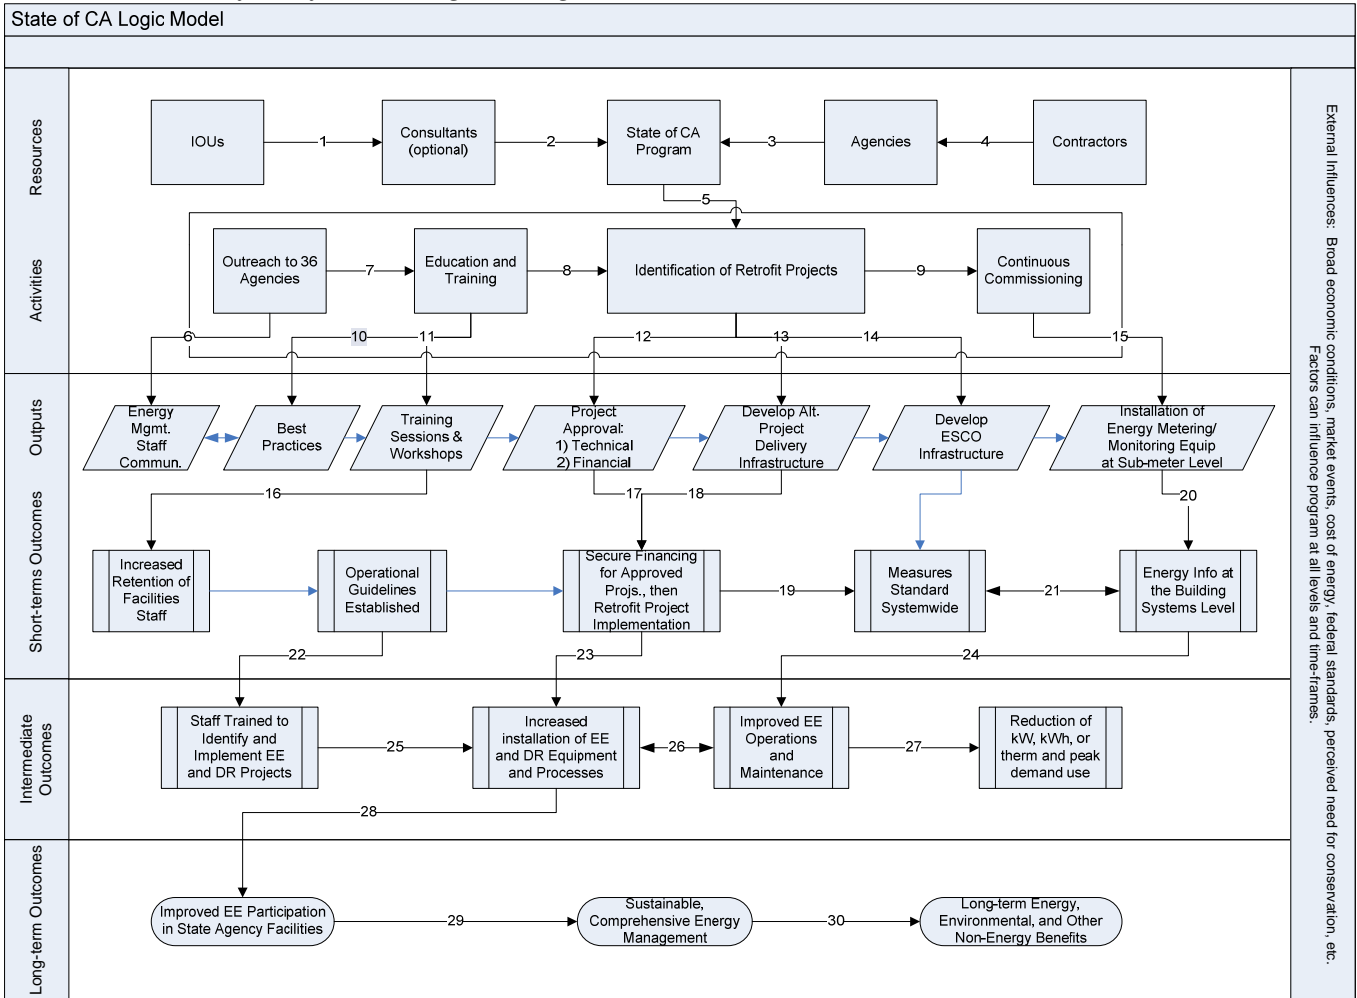 State of CA Logic Model
Resources
IOUs
1
Consultants
(optional)
2
State of CA
Program
3
Agencies
4
Contractors
5
Activities
Outreach to 36
Agencies
7
Education and
Training
8
Identification of Retrofit Projects
9
Continuous
Commissioning
6
10
11
12
13
14
15
Outputs
Energy
Mgmt.
Staff
Commun.
Best
Practices
Training
Sessions &
Workshops
Project
Approval:
1) Technical
2) Financial
Develop Alt.
Project
Delivery
Infrastructure
Develop
ESCO
Infrastructure
Installation of
Energy Metering/
Monitoring Equip
at Sub-meter Level
16
17
18
20
Short-terms Outcomes
Increased
Retention of
Facilities
Staff
Operational
Guidelines
Established
Secure Financing
for Approved
Projs., then
Retrofit Project
Implementation
19
Measures
Standard
Systemwide
21
Energy Info at
the Building
Systems Level
22
23
24
Intermediate
Outcomes
Staff Trained to
Identify and
Implement EE
and DR Projects
25
Increased
installation of EE
and DR Equipment
and Processes
26
Improved EE
Operations
and
Maintenance
27
Reduction of
kW, kWh, or
therm and peak
demand use
28
Long-term Outcomes
Improved EE Participation
in State Agency Facilities
29
Sustainable,
Comprehensive Energy
Management
30
Long-term Energy,
Environmental, and Other
Non-Energy Benefits
External Influences: Broad economic conditions, market events, cost of energy, federal standards, perceived need for conservation, etc.
Factors can influence program at all levels and time-frames.